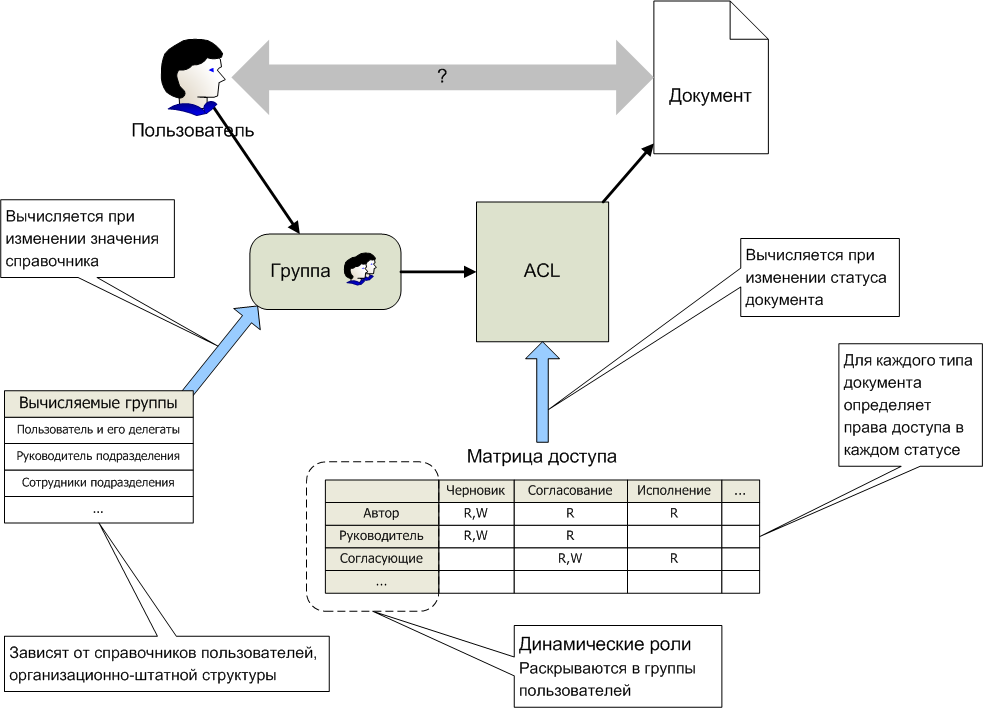 ?
Документ
Пользователь
Вычисляется при
изменении значения
справочника
Группа
ACL
Вычисляется при
изменении статуса
документа
Для каждого типа
документа
определяет
права доступа в
каждом статусе
Вычисляемые группы
Пользователь и его делегаты
Руководитель подразделения
Сотрудники подразделения
...
Матрица доступа
Черновик Согласование Исполнение ...
Автор R,W R R
Руководитель R,W R
Согласующие R,W R
...
Зависят от справочников пользователей,
организационно-штатной структуры
Динамические роли
Раскрываются в группы
пользователей